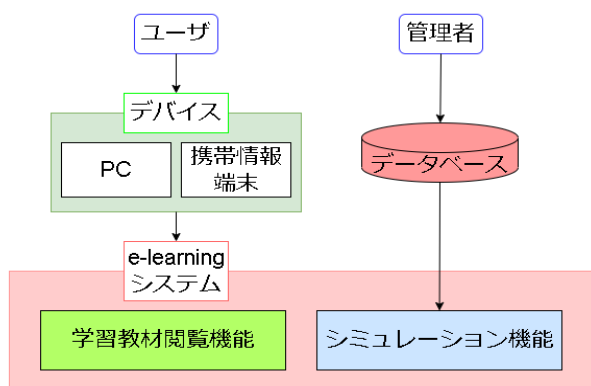 ユーザ
管理者
デバイス
PC
携帯情報
端末
データベース
e-learning
システム
学習教材閲覧機能
シミュレーション機能